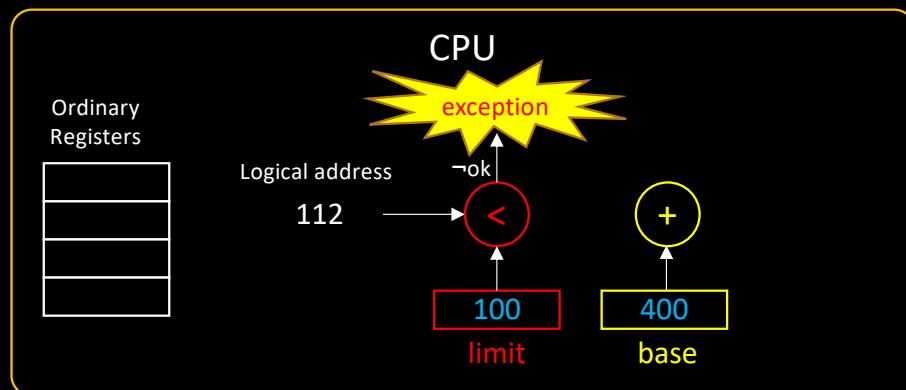 CPU
exception
Ordinary
Registers
Logical address
¬ok
112
<
+
100
400
limit
base